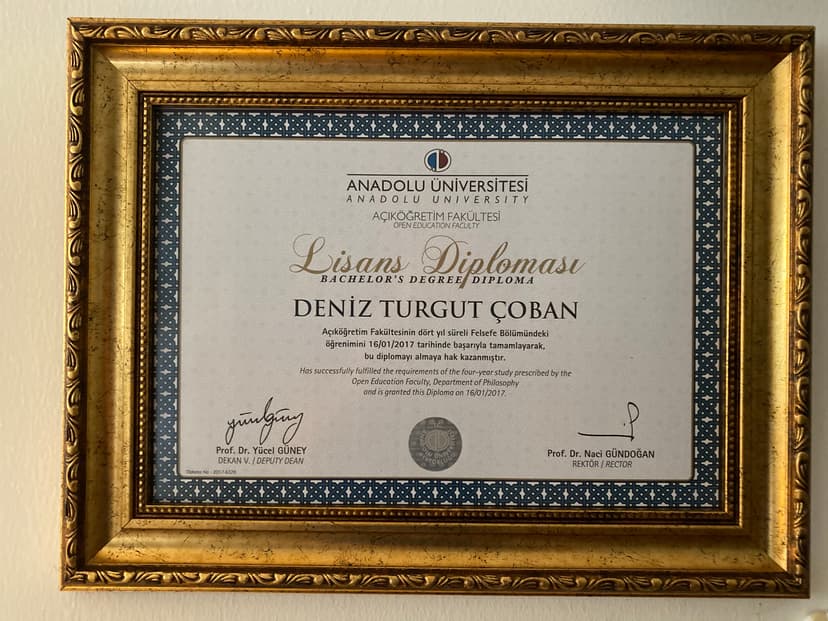 ANADOLU ÜNİVERSİTESİ
ANADOLU UNIVERSITY
AÇIKÖĞRETİM FAKÜLTESİ
OPEN EDUCATION FACULTY
Lisans Diploması
BACHELOR'S DEGREE DIPLOMA
DENİZ TURGUT ÇOBAN
Açıköğretim Fakültesinin dört yıl süreli Felsefe Bölümündeki
öğrenimini 16/01/2017 tarihinde başarıyla tamamlayarak,
bu diplomayı almaya hak kazanmıştır.
Has successfully fulfilled the requirements of the four-year study prescribed by the
Open Education Faculty, Department of Philosophy
and is granted this Diploma on 16/01/2017.
Prof. Dr. Yücel GÜNEY
DEKAN V. / DEPUTY DEAN
Prof. Dr. Naci GÜNDOĞAN
REKTÖR / RECTOR
Diploma No :